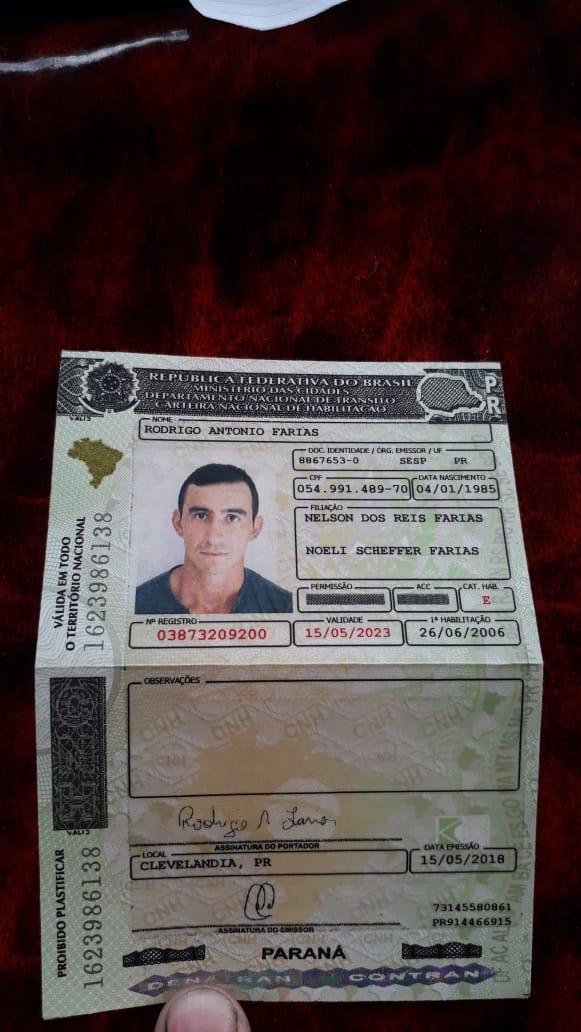 REPÚBLICA FEDERATIVA DO BRASIL
MINISTÉRIO DAS CIDADES
DEPARTAMENTO NACIONAL DE TRÂNSITO
CARTEIRA NACIONAL DE HABILITAÇÃO
PR
NOME
RODRIGO ANTONIO FARIAS
DOC. IDENTIDADE / ÓRG. EMISSOR / UF
8867653-0 SESP PR
CPF
054.991.489-70
DATA NASCIMENTO
04/01/1985
FILIAÇÃO
NELSON DOS REIS FARIAS
NOELI SCHEFFER FARIAS
PERMISSÃO
ACC
CAT. HAB.
E
Nº REGISTRO
03873209200
VALIDADE
15/05/2023
1ª HABILITAÇÃO
26/06/2006
VÁLIDA EM TODO
O TERRITÓRIO NACIONAL
1623986138
OBSERVAÇÕES
ASSINATURA DO PORTADOR
LOCAL
CLEVELANDIA, PR
DATA EMISSÃO
15/05/2018
73145580861
PR914466915
ASSINATURA DO EMISSOR
PROIBIDO PLASTIFICAR
1623986138
PARANÁ
DENATRAN CONTRAN